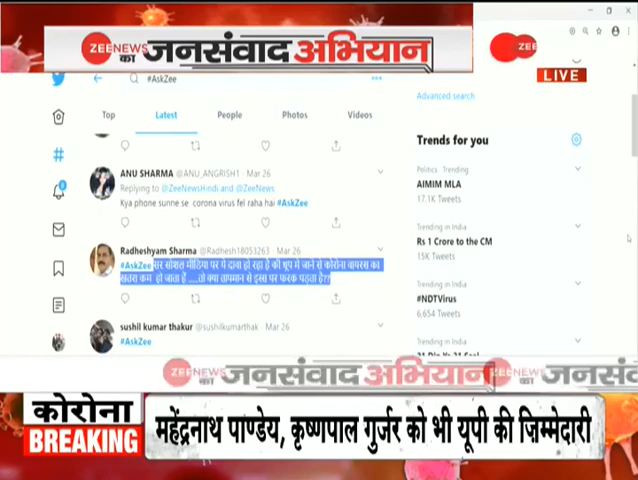 ZEE NEWS का जनसंवाद अभियान
ZEE
LIVE
#AskZee
Advanced search
Top Latest People Photos Videos
Trends for you
ANU SHARMA @ANU_ANGRISH1 · Mar 26
Replying to @ZeeNewsHindi and @ZeeNews
Kya phone sunne se corona virus fel raha hai #AskZee
Politics · Trending
AIMIM MLA
17.1K Tweets
Trending in India
Rs 1 Crore to the CM
15K Tweets
Radheshyam Sharma @Radhesh18053263 · Mar 26
#AskZee सर सोशल मीडिया पर ये दावा हो रहा है की धूप में जाने से कोरोना वायरस का
खतरा कम हो जाता है ....तो क्या तापमान से इस्स पर फरक पड़ता है??
Trending in India
#NDTVirus
6,654 Tweets
sushil kumar thakur @sushilkumarthak · Mar 26
#AskZee
Trending in India
ZEE NEWS का जनसंवाद अभियान ZEE NEWS का जनसं
कोरोना
BREAKING
महेंद्रनाथ पाण्डेय, कृष्णपाल गुर्जर को भी यूपी की ज़िम्मेदारी